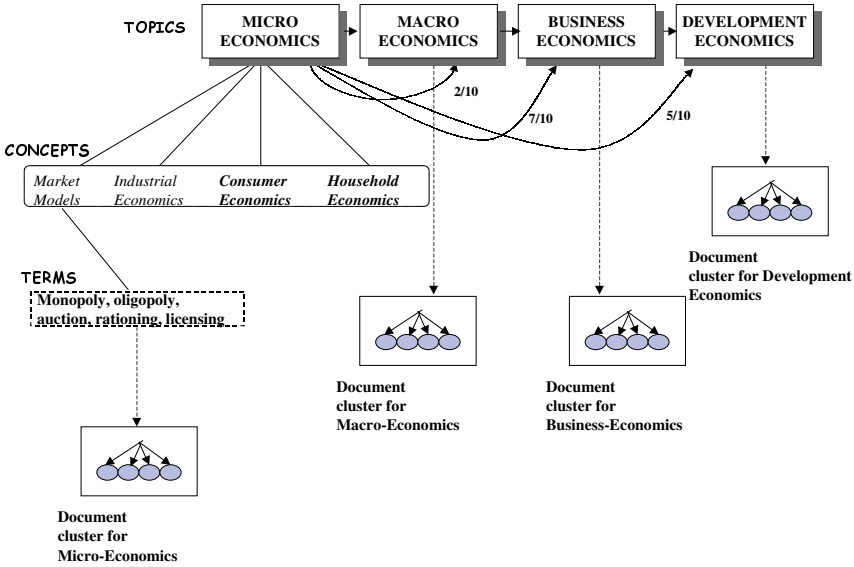 TOPICS
MICRO
ECONOMICS
MACRO
ECONOMICS
BUSINESS
ECONOMICS
DEVELOPMENT
ECONOMICS
2/10
7/10
5/10
CONCEPTS
Market
Models
Industrial
Economics
Consumer
Economics
Household
Economics
TERMS
Monopoly, oligopoly,
auction, rationing, licensing
Document
cluster for Development
Economics
Document
cluster for
Macro-Economics
Document
cluster for
Business-Economics
Document
cluster for
Micro-Economics